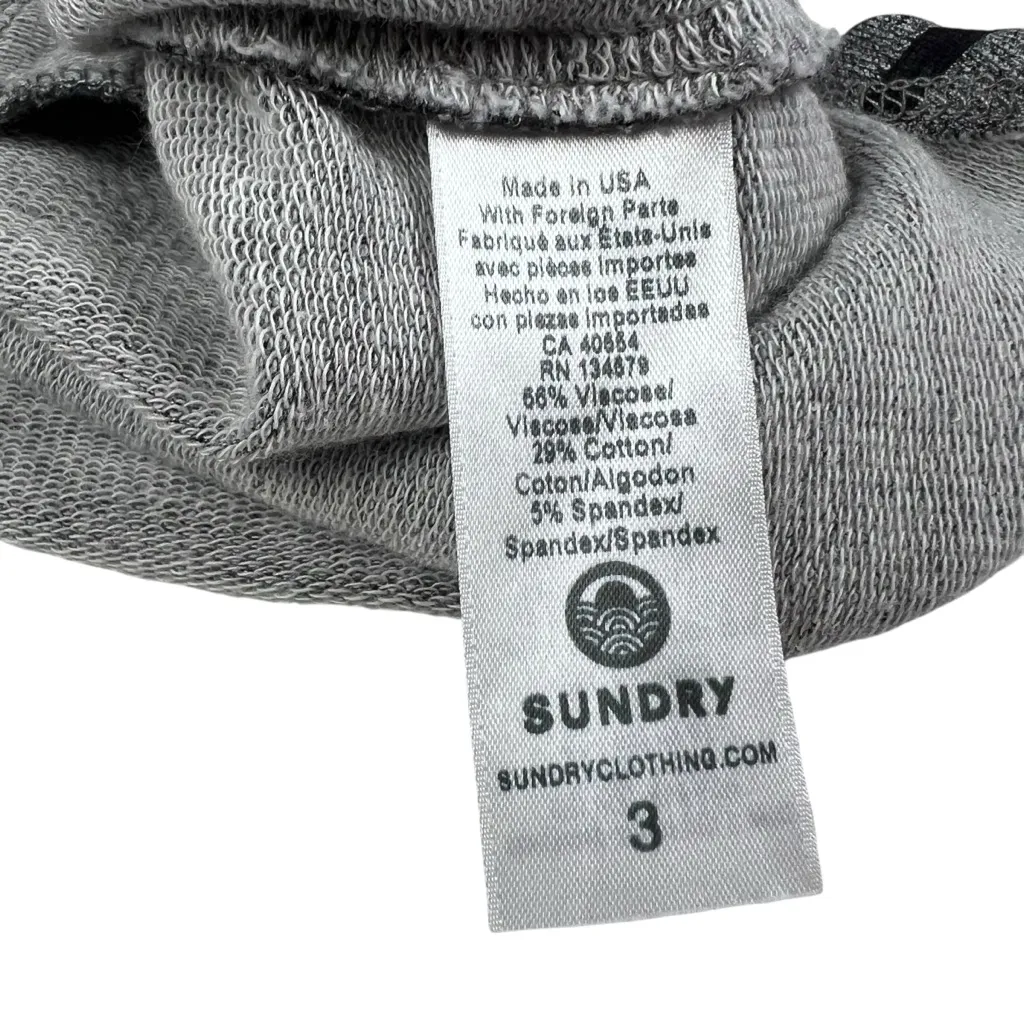 Made in USA
With Foreign Parts
Fabriqué aux États-Unis
avec pièces importes
Hecho en los EEUU
con piezas importadas
CA 40654
RN 134679
66% Viscose/
Viscose/Viscosa
29% Cotton/
Coton/Algodon
5% Spandex/
Spandex/Spandex
SUNDRY
SUNDRYCLOTHING.COM
3